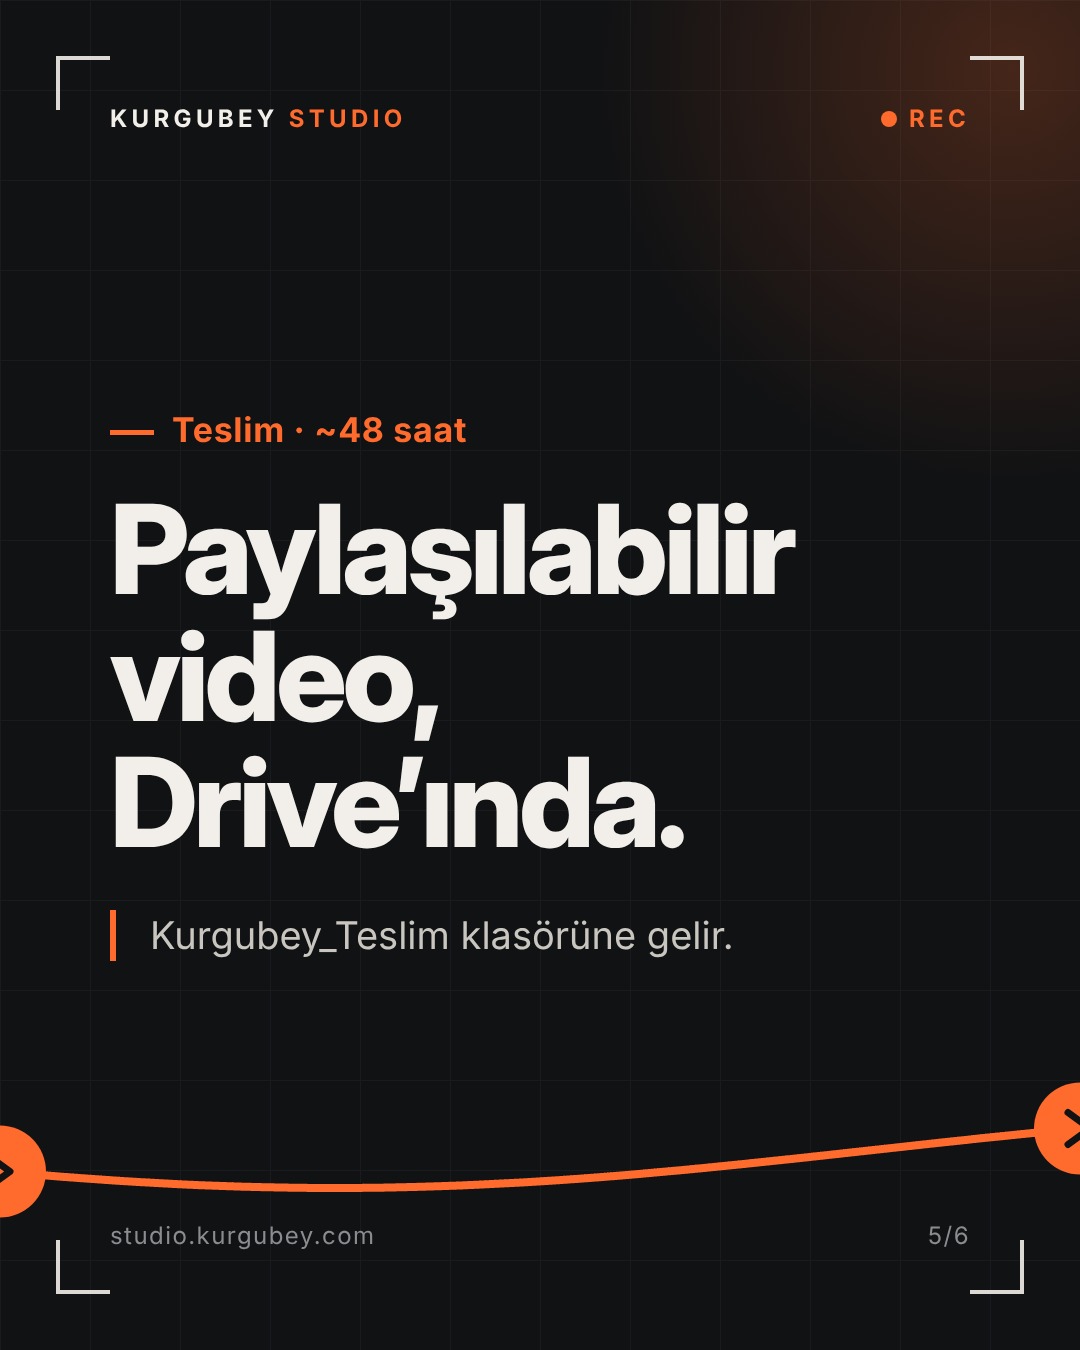 KURGUBEY STUDIO
REC
Teslim · ~48 saat
Paylaşılabilir
video,
Drive’ında.
Kurgubey_Teslim klasörüne gelir.
studio.kurgubey.com
5/6